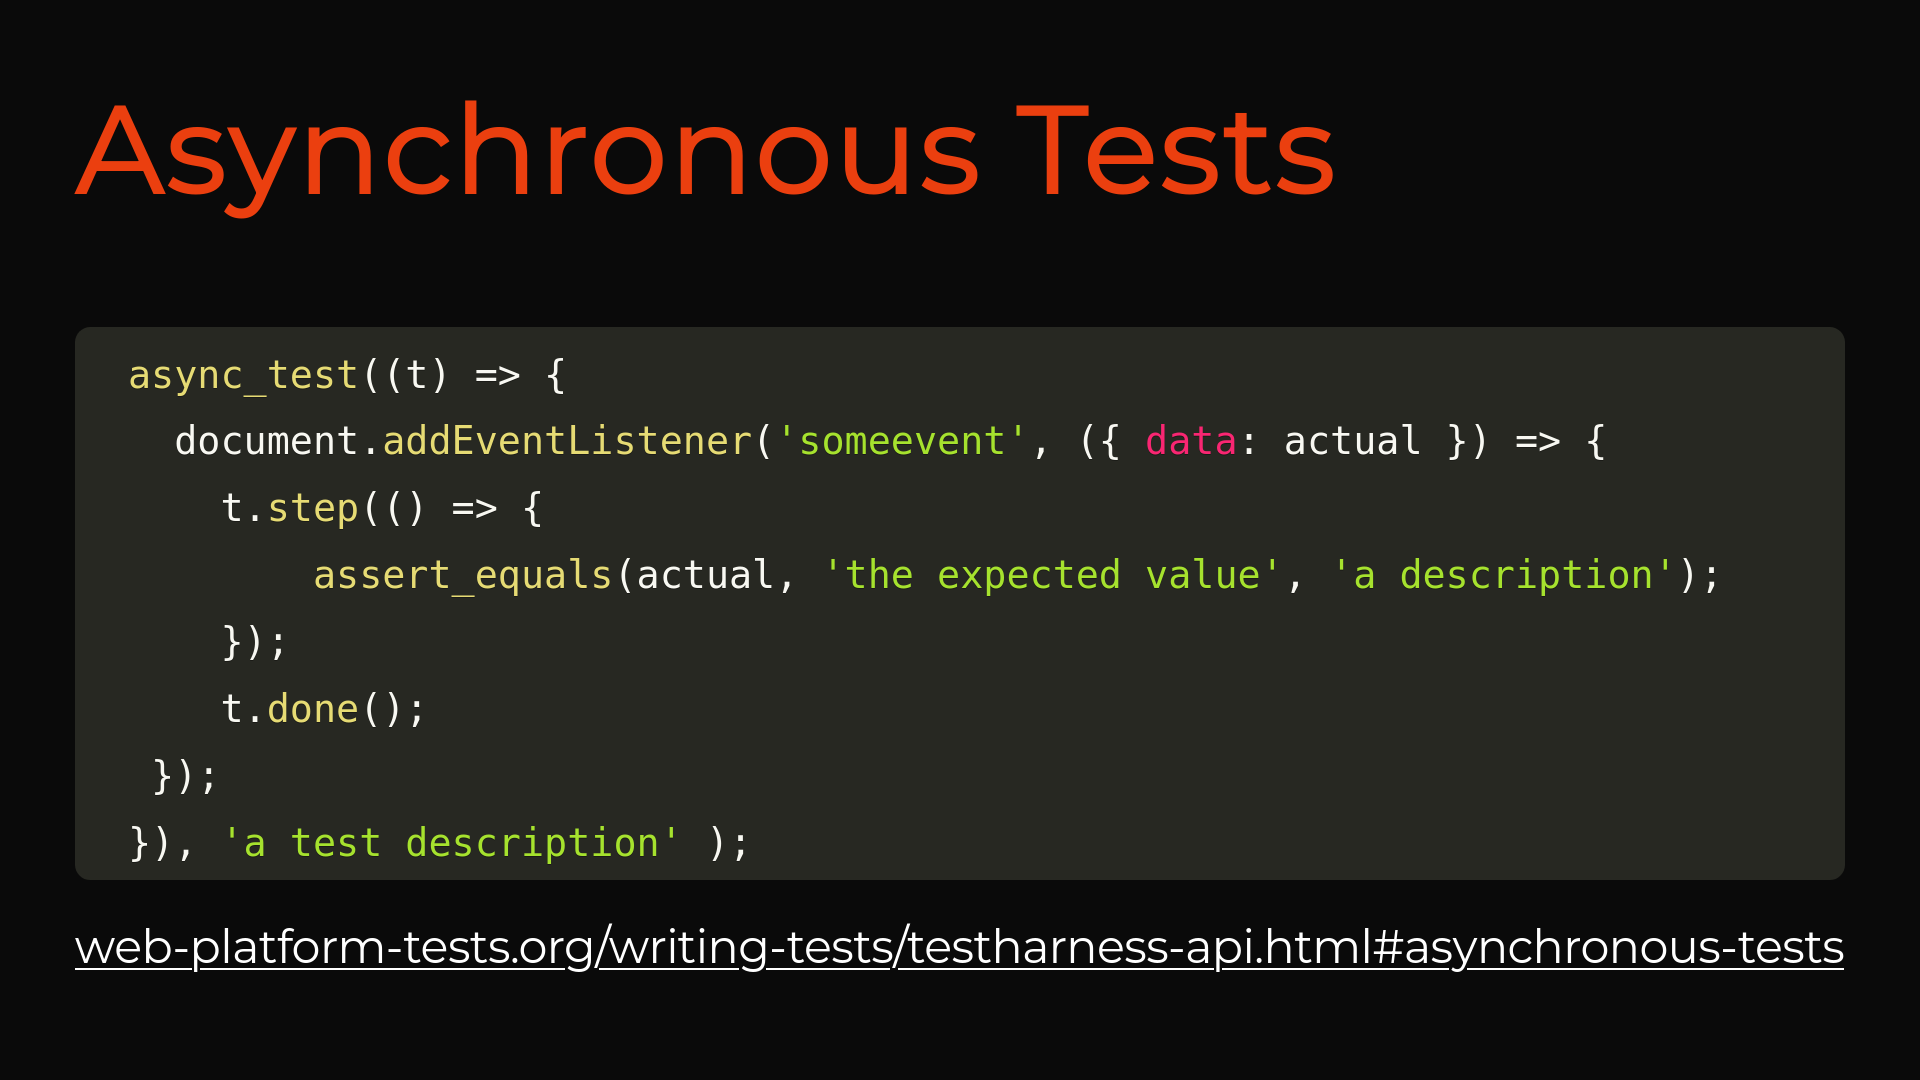 Asynchronous Tests
async_test((t) => {
  document.addEventListener('someevent', ({ data: actual }) => {
    t.step(() => {
        assert_equals(actual, 'the expected value', 'a description');
    });
    t.done();
 });
}), 'a test description' );
web-platform-tests.org/writing-tests/testharness-api.html#asynchronous-tests